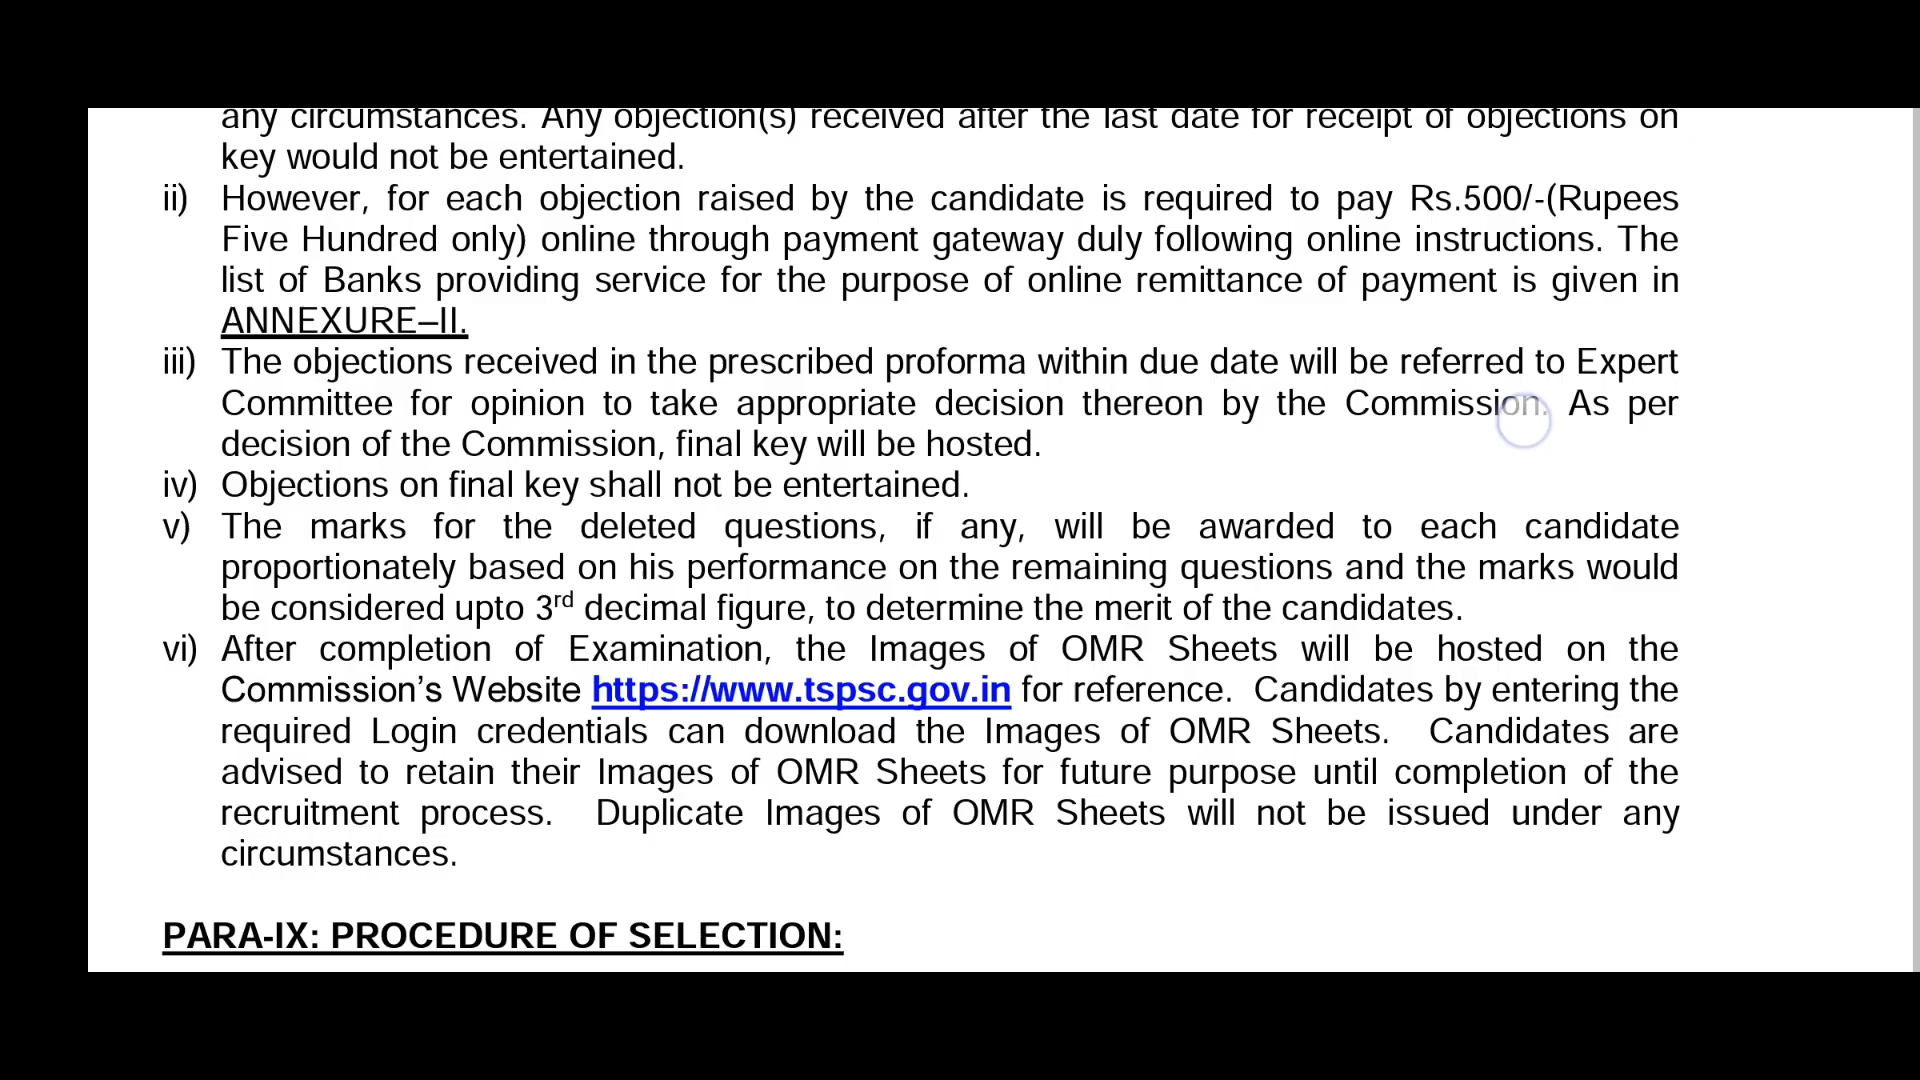 any circumstances. Any objection(s) received after the last date for receipt of objections on
key would not be entertained.
ii) However, for each objection raised by the candidate is required to pay Rs.500/-(Rupees
Five Hundred only) online through payment gateway duly following online instructions. The
list of Banks providing service for the purpose of online remittance of payment is given in
ANNEXURE–II.
iii) The objections received in the prescribed proforma within due date will be referred to Expert
Committee for opinion to take appropriate decision thereon by the Commission. As per
decision of the Commission, final key will be hosted.
iv) Objections on final key shall not be entertained.
v) The marks for the deleted questions, if any, will be awarded to each candidate
proportionately based on his performance on the remaining questions and the marks would
be considered upto 3rd decimal figure, to determine the merit of the candidates.
vi) After completion of Examination, the Images of OMR Sheets will be hosted on the
Commission’s Website https://www.tspsc.gov.in for reference. Candidates by entering the
required Login credentials can download the Images of OMR Sheets. Candidates are
advised to retain their Images of OMR Sheets for future purpose until completion of the
recruitment process. Duplicate Images of OMR Sheets will not be issued under any
circumstances.
PARA-IX: PROCEDURE OF SELECTION: